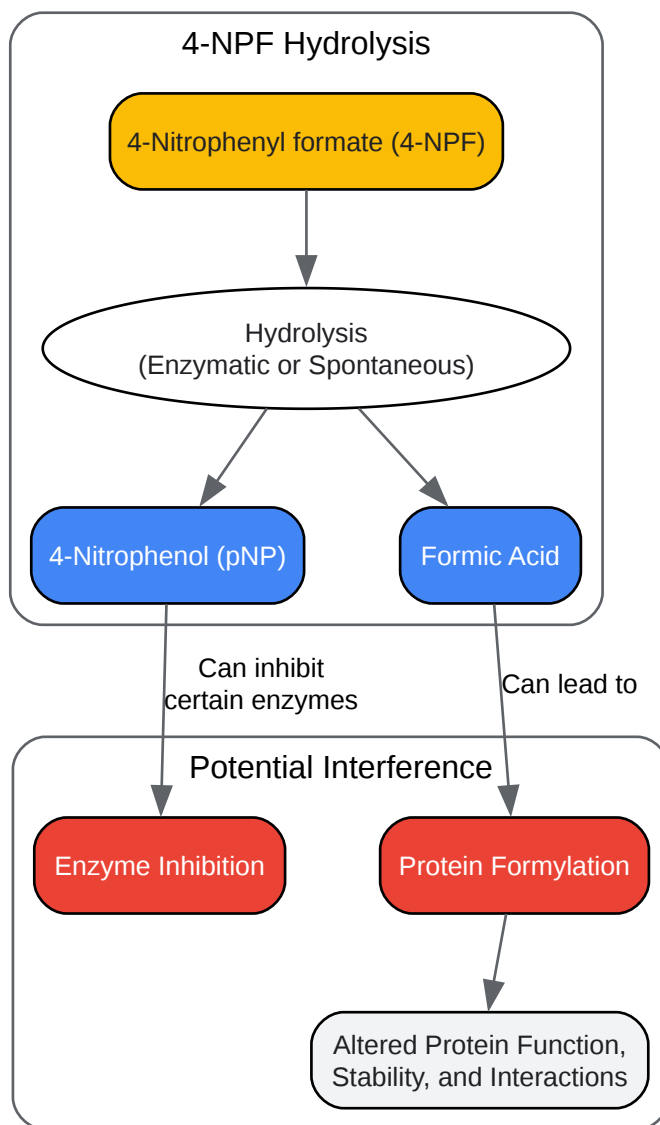 4-NPF Hydrolysis
4-Nitrophenyl formate (4-NPF)
Hydrolysis
(Enzymatic or Spontaneous)
4-Nitrophenol (pNP)
Formic Acid
Can inhibit
certain enzymes
Can lead to
Potential Interference
Enzyme Inhibition
Protein Formylation
Altered Protein Function,
Stability, and Interactions